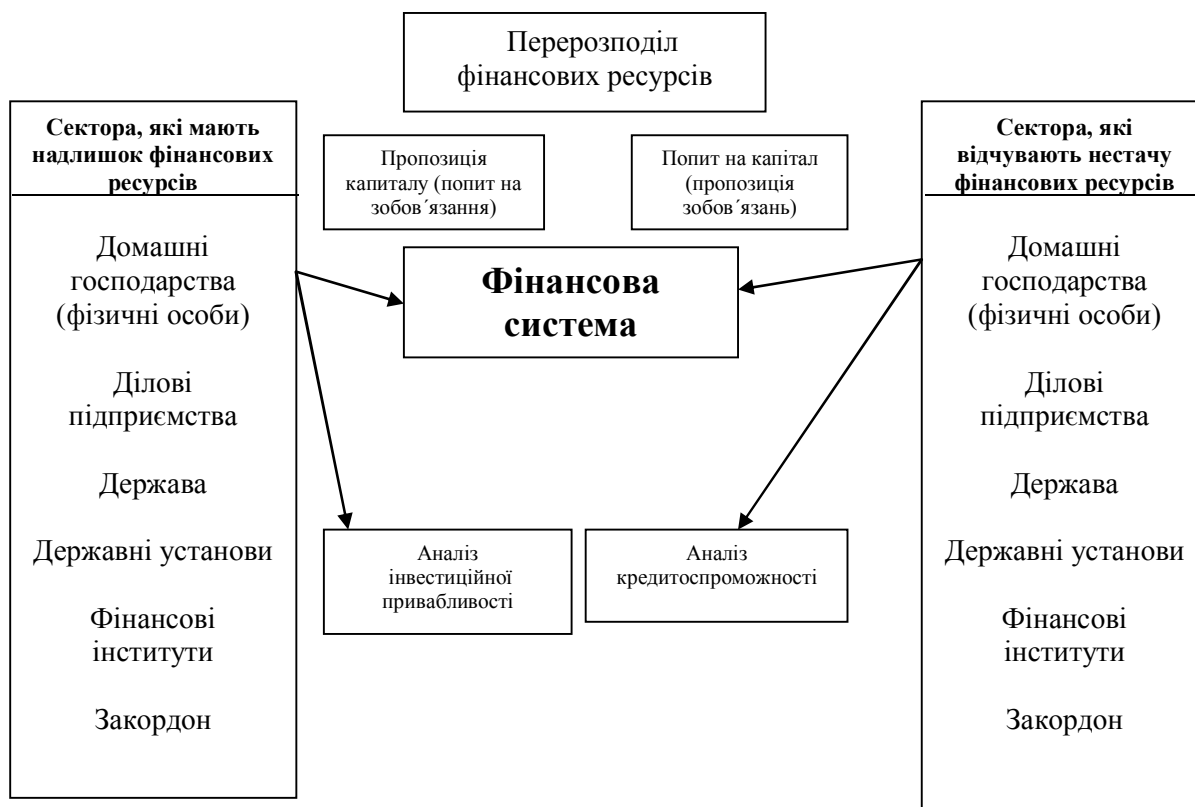 Перерозподіл
фінансових ресурсів
Сектора, які мають
надлишок фінансових
ресурсів
Домашні
господарства
(фізичні особи)
Ділові
підприємства
Держава
Державні установи
Фінансові
інститути
Закордон
Пропозиція
капиталу (попит на
зобов´язання)
Попит на капітал
(пропозиція
зобов´язань)
Фінансова
система
Аналіз
інвестиційної
привабливості
Аналіз
кредитоспроможності
Сектора, які
відчувають нестачу
фінансових ресурсів
Домашні
господарства
(фізичні особи)
Ділові
підприємства
Держава
Державні установи
Фінансові
інститути
Закордон